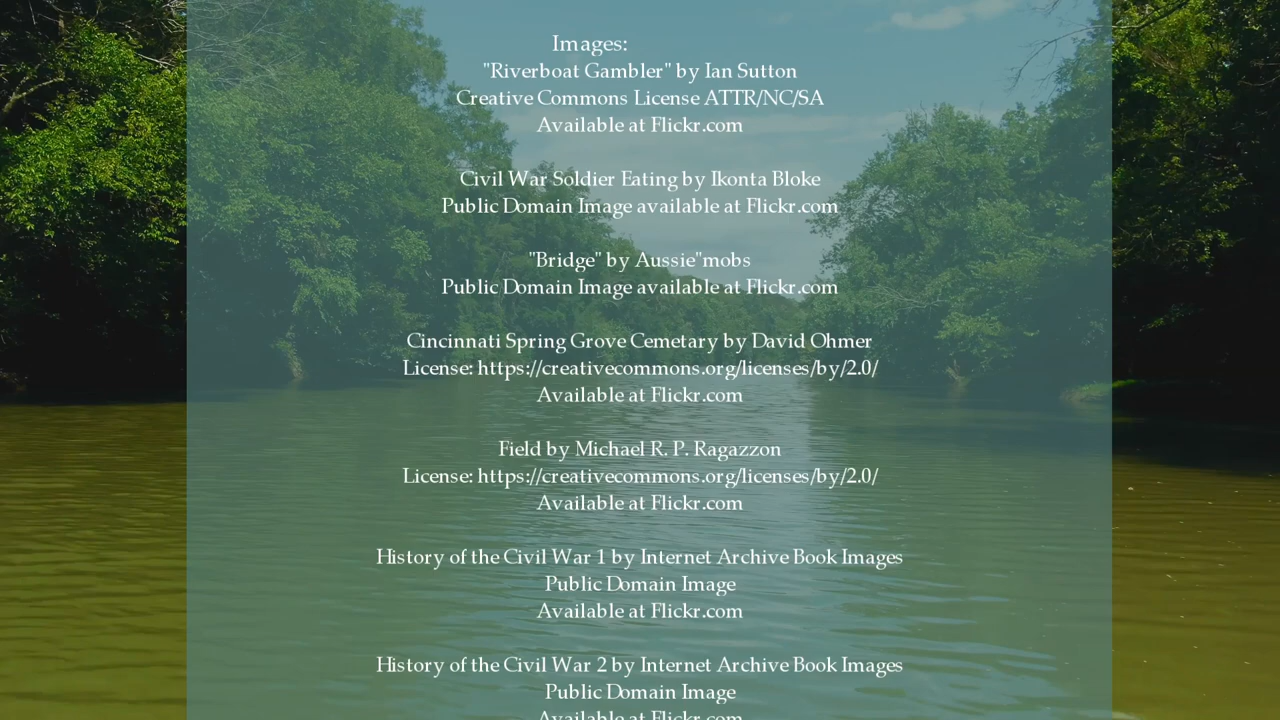 Images:
"Riverboat Gambler" by Ian Sutton
Creative Commons License ATTR/NC/SA
Available at Flickr.com
Civil War Soldier Eating by Ikonta Bloke
Public Domain Image available at Flickr.com
"Bridge" by Aussie"mobs
Public Domain Image available at Flickr.com
Cincinnati Spring Grove Cemetary by David Ohmer
License: https://creativecommons.org/licenses/by/2.0/
Available at Flickr.com
Field by Michael R. P. Ragazzon
License: https://creativecommons.org/licenses/by/2.0/
Available at Flickr.com
History of the Civil War 1 by Internet Archive Book Images
Public Domain Image
Available at Flickr.com
History of the Civil War 2 by Internet Archive Book Images
Public Domain Image
Available at Flickr.com